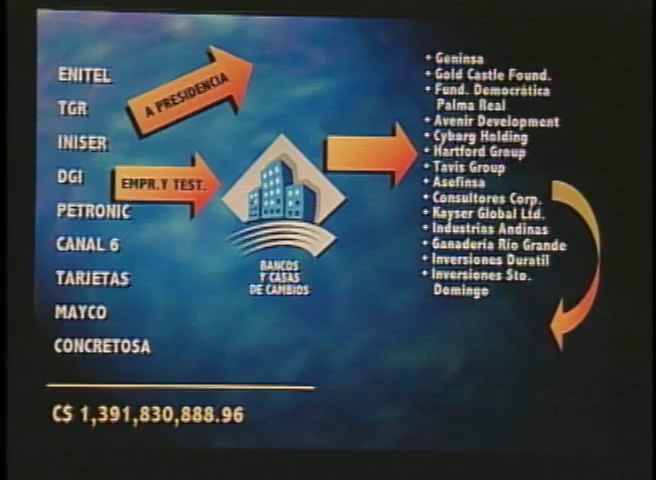 ENITEL
TGR
INISER
DGI
PETRONIC
CANAL 6
TARJETAS
MAYCO
CONCRETOSA
C$ 1,391,830,888.96
A PRESIDENCIA
EMPR.Y TEST.
BANCOS
Y CASAS
DE CAMBIOS
• Geninsa
• Gold Castle Found.
• Fund. Democrática
Palma Real
• Avenir Development
• Cyborg Holding
• Hartford Group
• Tavis Group
• Asefinsa
• Consultores Corp.
• Kayser Global Ltd.
• Industrias Andinas
• Ganadería Río Grande
• Inversiones Duratil
• Inversiones Sto.
Domingo